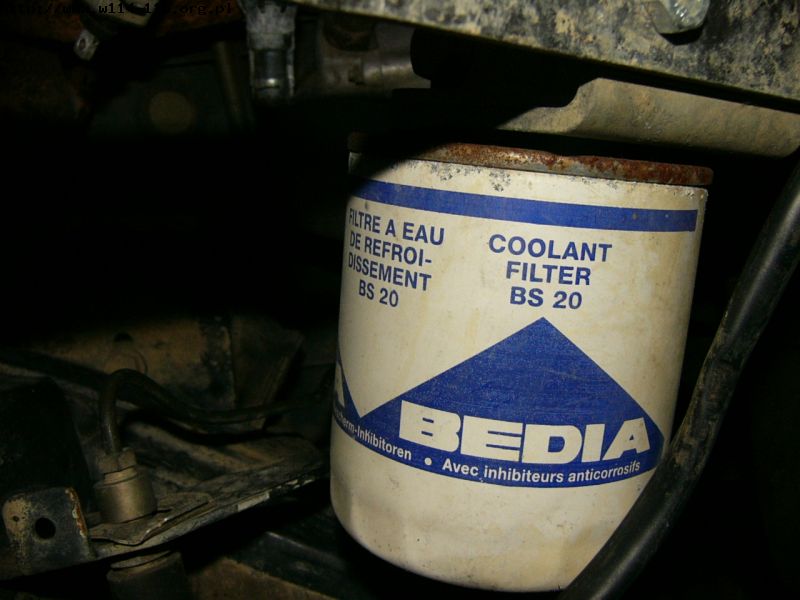 FILTRE A EAU
DE REFROI-
DISSEMENT
BS 20
COOLANT
FILTER
BS 20
A
BEDIA
-Inhibitoren • Avec inhibiteurs anticorrosifs